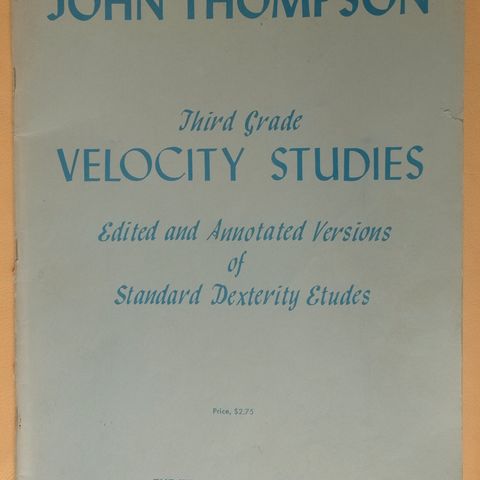 JOHN THOMPSON
Third Grade
VELOCITY STUDIES
Edited and Annotated Versions
of
Standard Dexterity Etudes
Price, $2.75